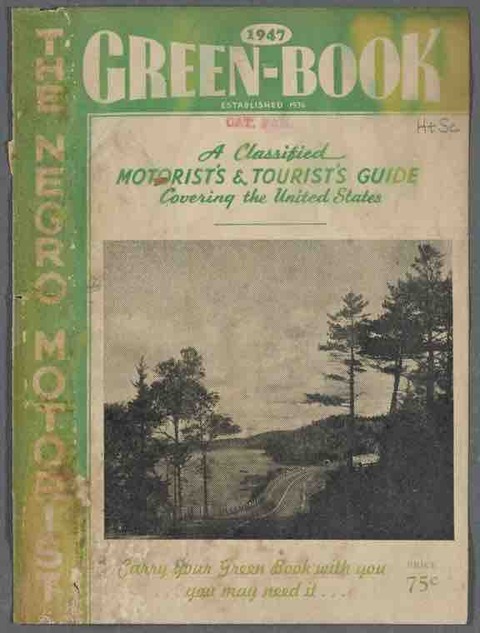 1947
GREEN-BOOK
ESTABLISHED 1936
H+Sc
A Classified
MOTORIST'S & TOURIST'S GUIDE
Covering the United States
THE NEGRO MOTORIST
Carry your Green Book with you
you may need it . . .
PRICE
75c